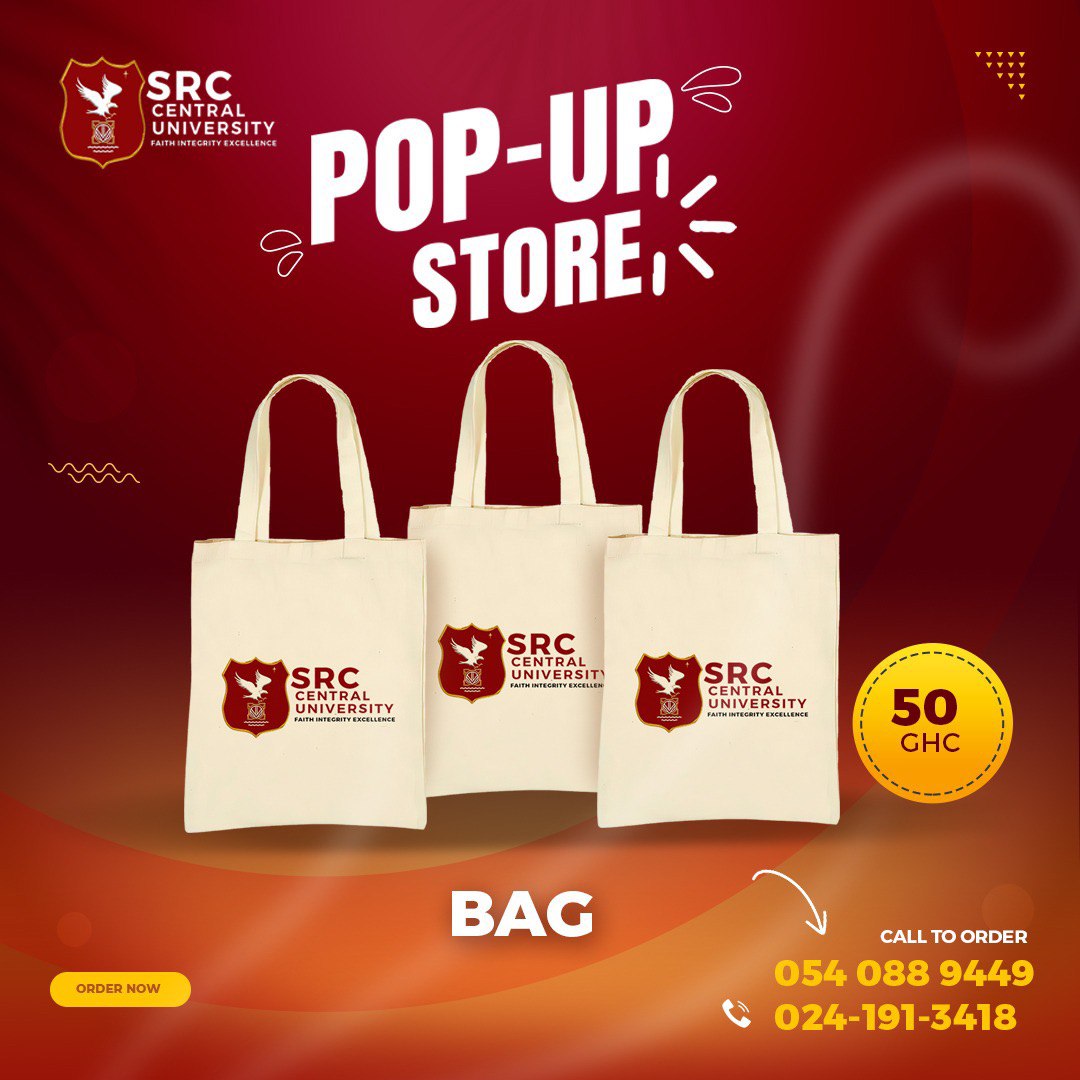 SRC
CENTRAL
UNIVERSITY
FAITH INTEGRITY EXCELLENCE
POP-UP
STORE
SRC
CENTRAL
UNIVERSITY
FAITH INTEGRITY EXCELLENCE
SRC
CENTRAL
UNIVERSITY
FAITH INTEGRITY EXCELLEN
SRC
CENTRAL
UNIVERSITY
FAITH INTEGRITY EXCELLENCE
50
GHC
BAG
CALL TO ORDER
054 088 9449
024-191-3418
ORDER NOW